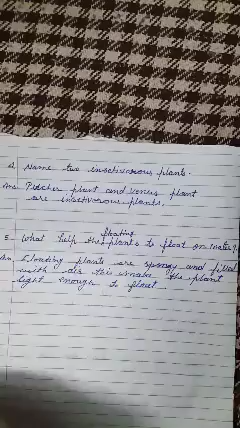 Q. Name two insectivorous plants.
Ans. Pitcher plant and venus plant
are insectivorous plants.
floating
5. What help the plants to float on water?
An Floating plants are spongy and filled
with air this make the plant
light enough to float